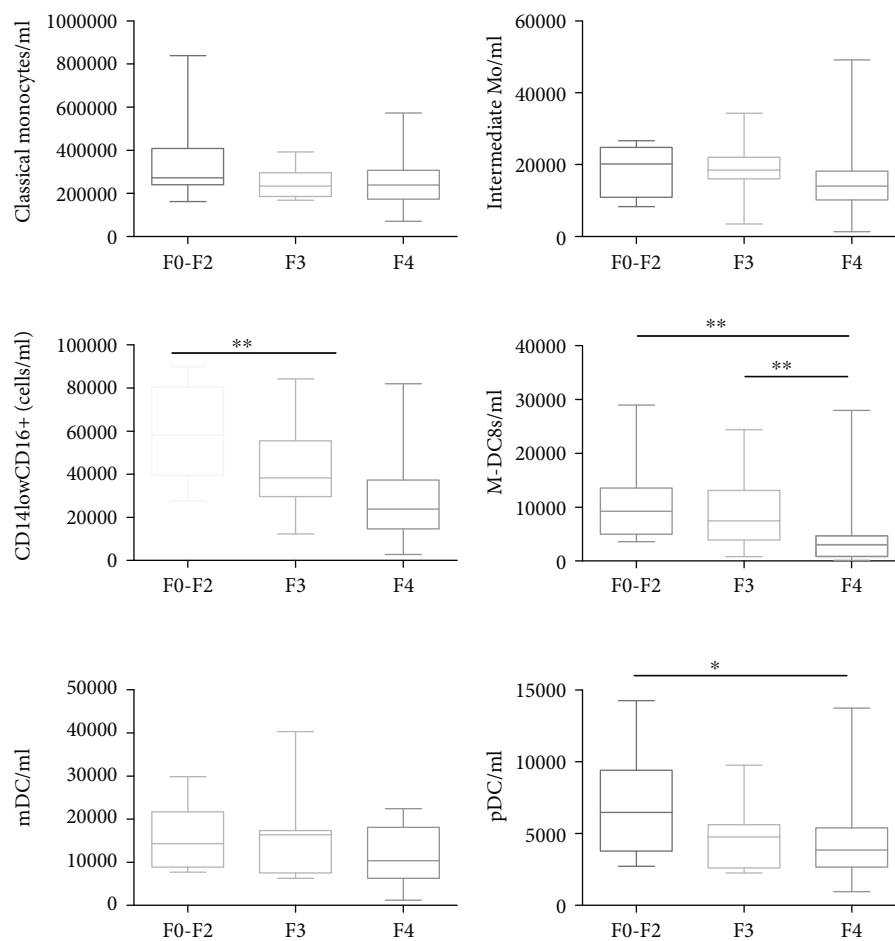 Classical monocytes/ml
1000000
800000
600000
400000
200000
0
F0-F2 F3 F4
Intermediate Mo/ml
60000
40000
20000
0
F0-F2 F3 F4
CD14lowCD16+ (cells/ml)
100000
80000
60000
40000
20000
0
**
F0-F2 F3 F4
M-DC8s/ml
40000
30000
20000
10000
0
**
**
F0-F2 F3 F4
mDC/ml
50000
40000
30000
20000
10000
0
F0-F2 F3 F4
pDC/ml
15000
10000
5000
0
*
F0-F2 F3 F4